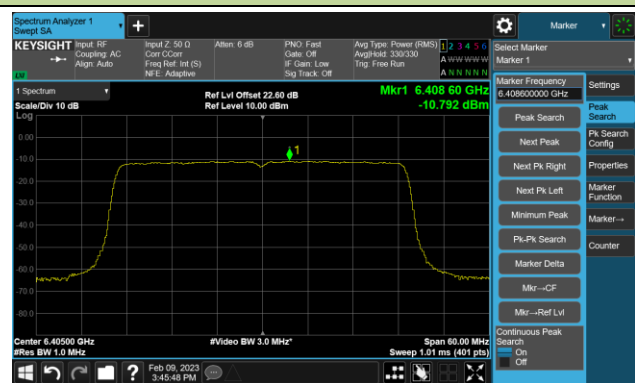 Spectrum Analyzer 1
Swept SA
Marker
KEYSIGHT
Input: RF
Coupling: AC
Align: Auto
Input Z: 50 Ω
Corr CCorr
Freq Ref: Int (S)
NFE: Adaptive
Atten: 6 dB
PNO: Fast
Gate: Off
IF Gain: Low
Sig Track: Off
Avg Type: Power (RMS)
Avg|Hold: 330/330
Trig: Free Run
1 2 3 4 5 6
A W W W W W
A N N N N N
LW
Select Marker
Marker 1
1 Spectrum
Scale/Div 10 dB
Ref Lvl Offset 22.60 dB
Ref Level 10.00 dBm
Mkr1 6.408 60 GHz
-10.792 dBm
Log
0.00
-10.0
-20.0
-30.0
-40.0
-50.0
-60.0
-70.0
-80.0
1
Center 6.40500 GHz
#Res BW 1.0 MHz
#Video BW 3.0 MHz*
Span 60.00 MHz
Sweep 1.01 ms (401 pts)
Marker Frequency
6.408600000 GHz
Peak Search
Next Peak
Next Pk Right
Next Pk Left
Minimum Peak
Pk-Pk Search
Marker Delta
Mkr→CF
Mkr→Ref Lvl
Continuous Peak
Search
On
Off
Settings
Peak
Search
Pk Search
Config
Properties
Marker
Function
Marker→
Counter
?
Feb 09, 2023
3:45:48 PM